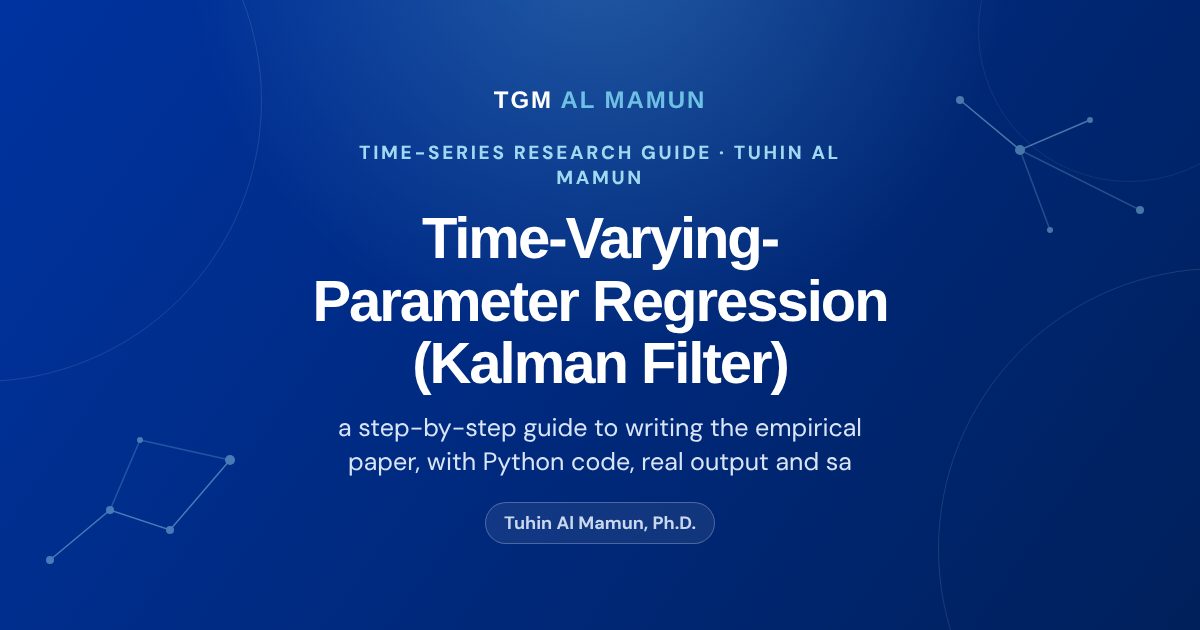 TGM AL MAMUN
TIME-SERIES RESEARCH GUIDE · TUHIN AL
MAMUN
Time-Varying-
Parameter Regression
(Kalman Filter)
a step-by-step guide to writing the empirical
paper, with Python code, real output and sa
Tuhin Al Mamun, Ph.D.